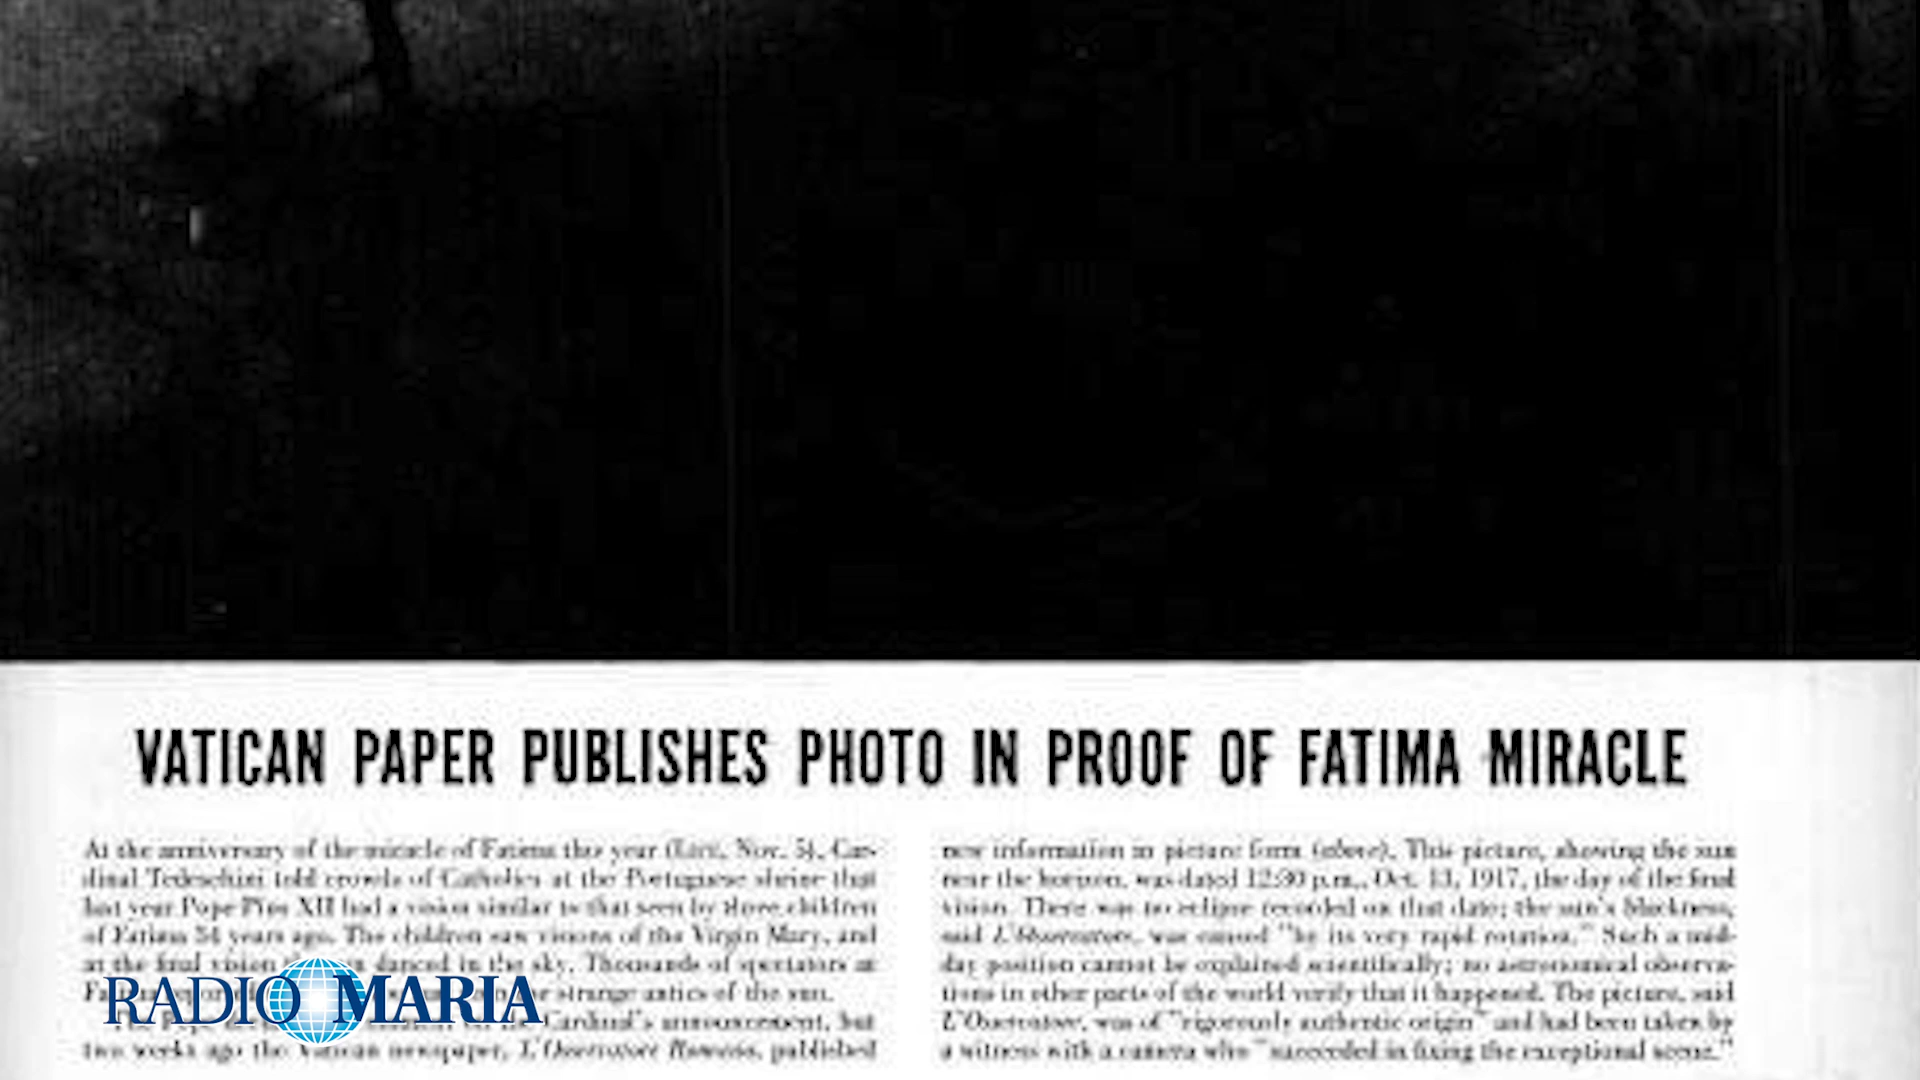 VATICAN PAPER PUBLISHES PHOTO IN PROOF OF FATIMA MIRACLE
At the anniversary of the miracle of Fatima this year (LIFE, Nov. 5), Car-
dinal Tedeschini told crowds of Catholics at the Portuguese shrine that
last year Pope Pius XII had a vision similar to that seen by three children
of Fatima 34 years ago. The children saw visions of the Virgin Mary, and
at the final vision danced in the sky. Thousands of spectators at
strange antics of the sun.
Cardinal's announcement, but
two weeks ago the Vatican newspaper, L'Osservatore Romano, published
new information in picture form (above). This picture, showing the sun
near the horizon, was dated 12:30 p.m., Oct. 13, 1917, the day of the final
vision. There was no eclipse recorded on that date; the sun's blackness,
said L'Osservatore, was caused "by its very rapid rotation." Such a mid-
day position cannot be explained scientifically; no astronomical observa-
tions in other parts of the world verify that it happened. The picture, said
L'Osservatore, was of "rigorously authentic origin" and had been taken by
a witness with a camera who "succeeded in fixing the exceptional scene."
RADIO MARIA